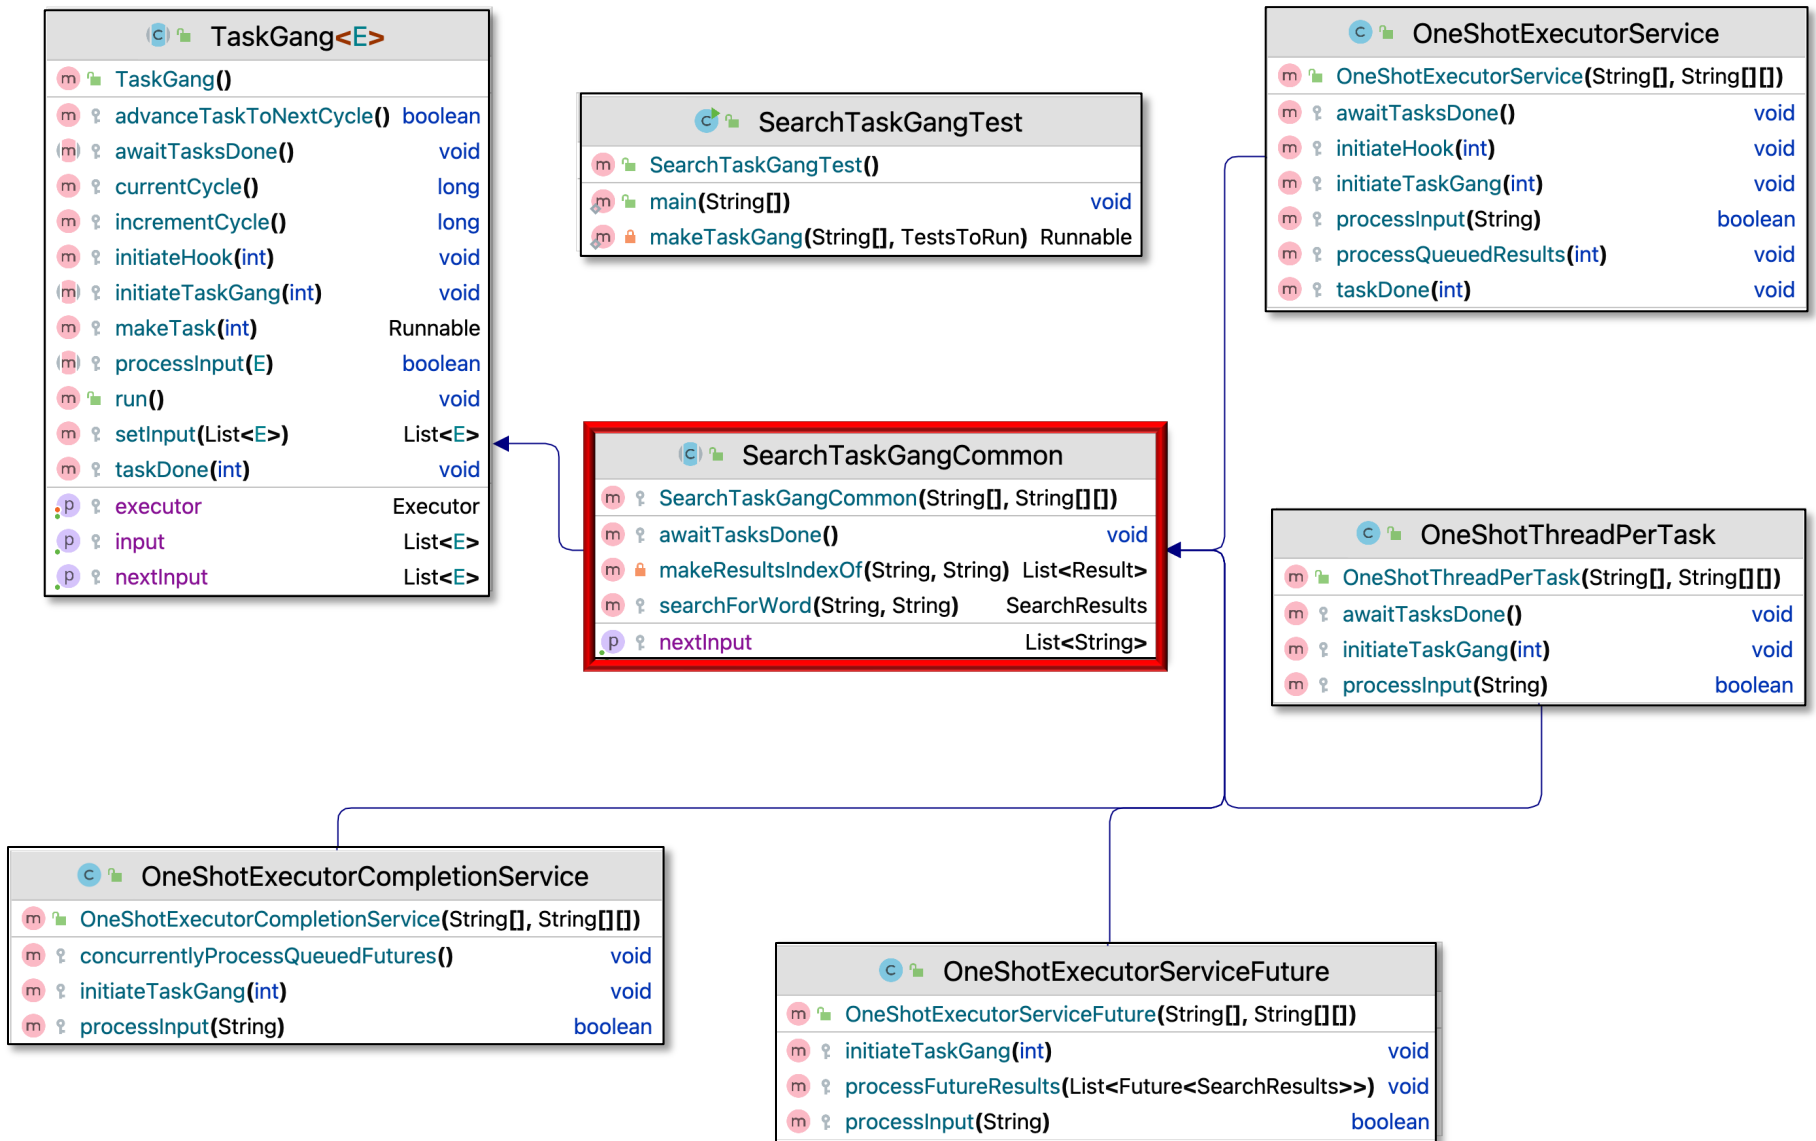 TaskGang<E>
TaskGang()
advanceTaskToNextCycle() boolean
awaitTasksDone() void
currentCycle() long
incrementCycle() long
initiateHook(int) void
initiateTaskGang(int) void
makeTask(int) Runnable
processInput(E) boolean
run() void
setInput(List<E>) List<E>
taskDone(int) void
executor Executor
input List<E>
nextInput List<E>
SearchTaskGangTest
SearchTaskGangTest()
main(String[]) void
makeTaskGang(String[], TestsToRun) Runnable
OneShotExecutorService
OneShotExecutorService(String[], String[][])
awaitTasksDone() void
initiateHook(int) void
initiateTaskGang(int) void
processInput(String) boolean
processQueuedResults(int) void
taskDone(int) void
SearchTaskGangCommon
SearchTaskGangCommon(String[], String[][])
awaitTasksDone() void
makeResultsIndexOf(String, String) List<Result>
searchForWord(String, String) SearchResults
nextInput List<String>
OneShotThreadPerTask
OneShotThreadPerTask(String[], String[][])
awaitTasksDone() void
initiateTaskGang(int) void
processInput(String) boolean
OneShotExecutorCompletionService
OneShotExecutorCompletionService(String[], String[][])
concurrentlyProcessQueuedFutures() void
initiateTaskGang(int) void
processInput(String) boolean
OneShotExecutorServiceFuture
OneShotExecutorServiceFuture(String[], String[][])
initiateTaskGang(int) void
processFutureResults(List<Future<SearchResults>>) void
processInput(String) boolean